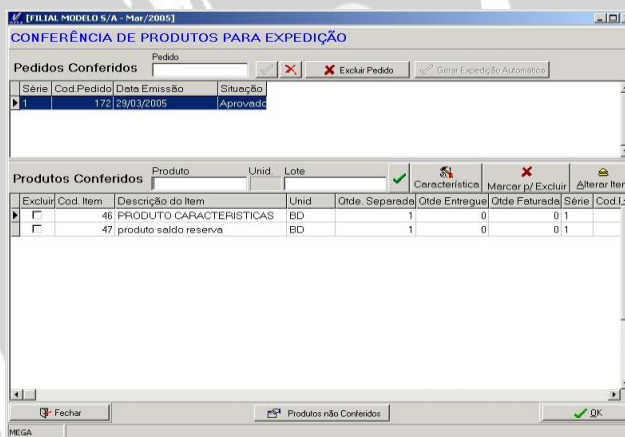 [FILIAL MODELO S/A - Mar/2005]
CONFERÊNCIA DE PRODUTOS PARA EXPEDIÇÃO
Pedidos Conferidos Pedido Excluir Pedido Gerar Expedição Automática
Série Cod.Pedido Data Emissão Situação
1 172 29/03/2005 Aprovado
Produtos Conferidos Produto Unid. Lote Característica Marcar p/ Excluir Alterar Iten
Excluir Cod. Item Descrição do Item Unid Qtde. Separada Qtde Entregue Qtde Faturada Série
46 PRODUTO CARACTERISTICAS BD 1 0 0 1
47 produto saldo reserva BD 1 0 0 1
Fechar Produtos não Conferidos OK
MEGA